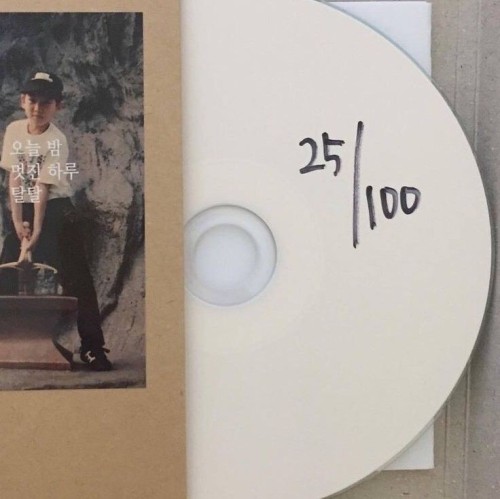 오늘 밤
멋진 하루
탈탈
25/100